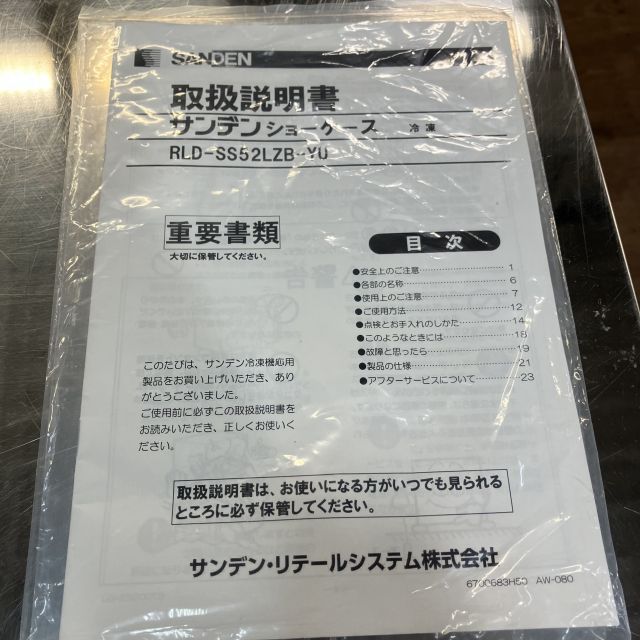 SANDEN
取扱説明書
サンデンショーケース 冷凍
RLD-SS52LZB-YU
重要書類
大切に保管してください。
目次
●安全上のご注意…………1
●各部の名称…………6
●使用上のご注意…………7
●ご使用方法…………12
●点検とお手入れのしかた…………14
●このようなときには…………18
●故障と思ったら…………19
●製品の仕様…………21
●アフターサービスについて…………23
このたびは、サンデン冷凍機応用
製品をお買い上げいただき、あり
がとうございました。
ご使用前に必ずこの取扱説明書を
お読みいただき、正しくお使いく
ださい。
取扱説明書は、お使いになる方がいつでも見られる
ところに必ず保管してください。
サンデン・リテールシステム株式会社
6700683H50 AW-080